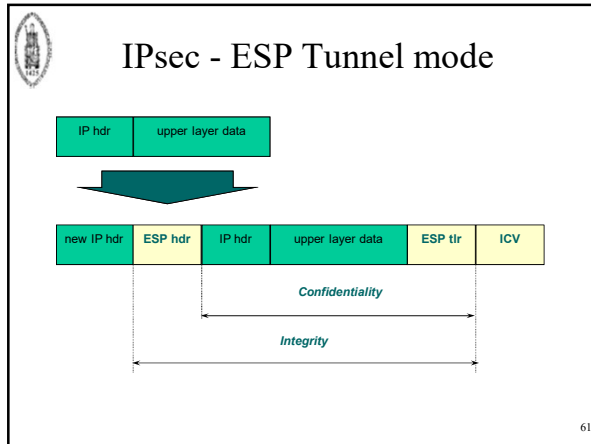 IPsec - ESP Tunnel mode
IP hdr upper layer data
new IP hdr ESP hdr IP hdr upper layer data ESP tlr ICV
Confidentiality
Integrity
61